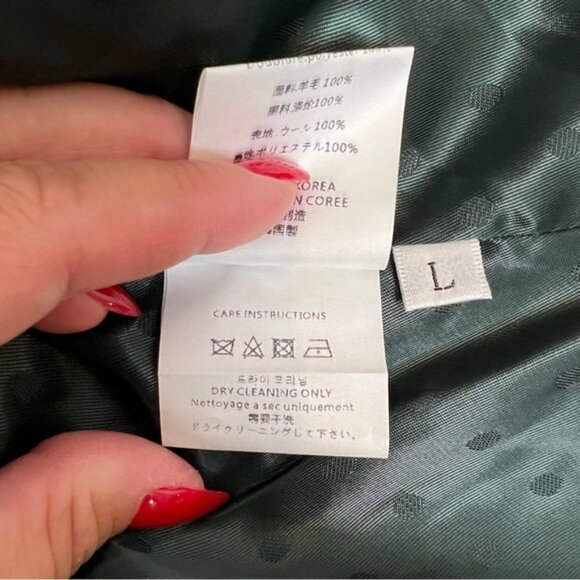 面料.羊毛100%
里料.涤纶100%
表地.ウール100%
ポリエステル100%
KOREA
N COREE
制造
国製
L
CARE INSTRUCTIONS
드라이 크리닝
DRY CLEANING ONLY
Nettoyage a sec uniquement
需要干洗
ドライクリーニングして下さい